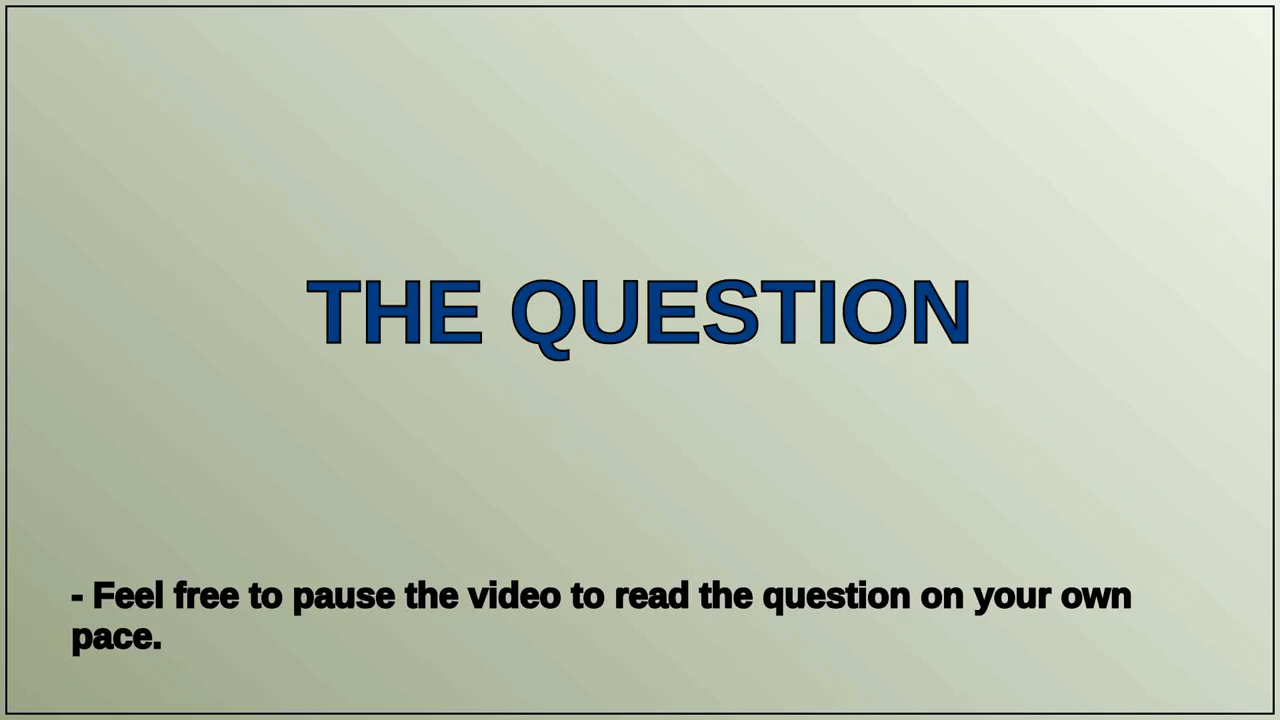 THE QUESTION
- Feel free to pause the video to read the question on your own
pace.